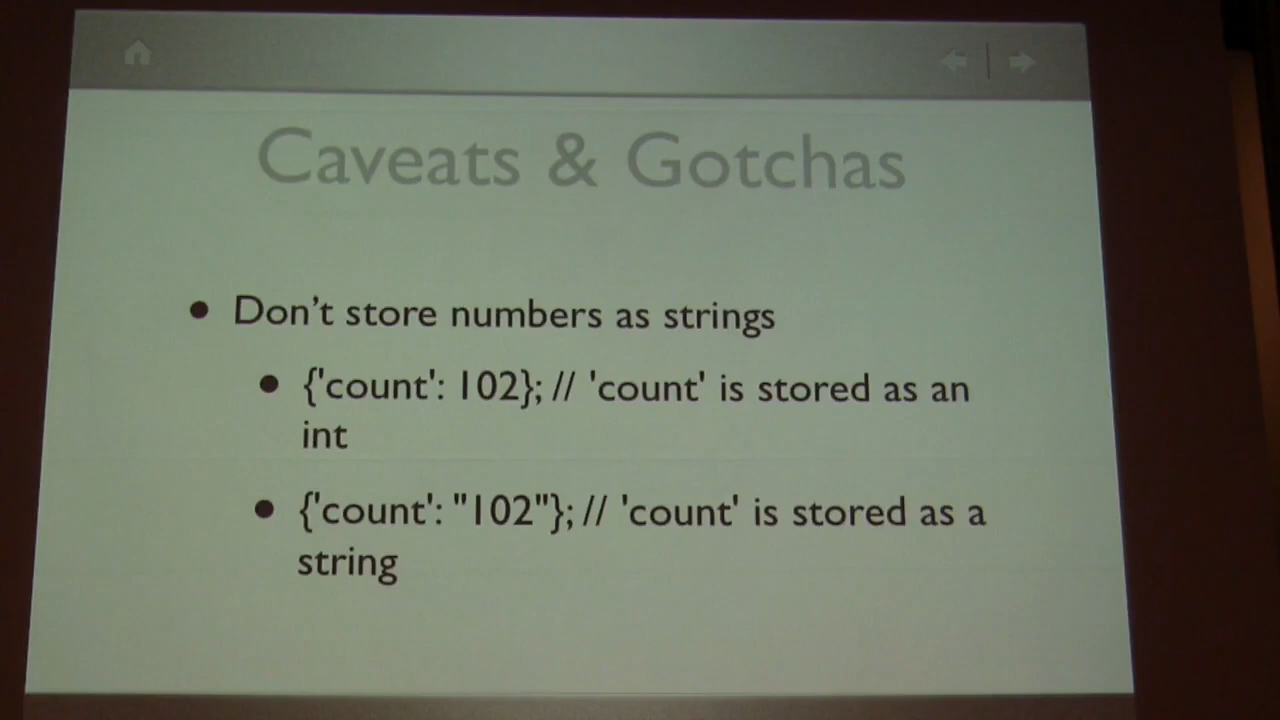 Caveats & Gotchas
• Don't store numbers as strings
• {'count': 102}; // 'count' is stored as an
int
• {'count': "102"}; // 'count' is stored as a
string